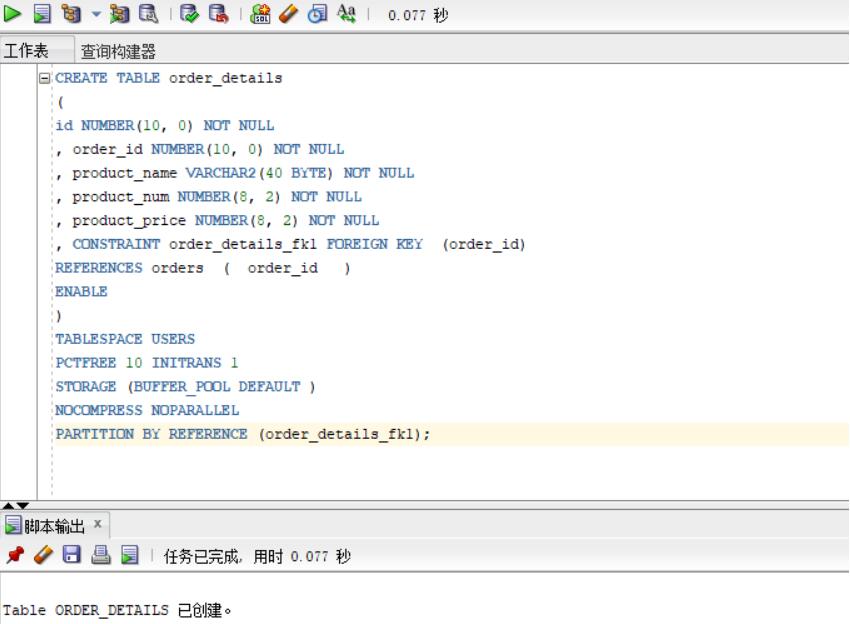 0.077 秒
工作表 查询构建器
CREATE TABLE order_details
(
id NUMBER(10, 0) NOT NULL
, order_id NUMBER(10, 0) NOT NULL
, product_name VARCHAR2(40 BYTE) NOT NULL
, product_num NUMBER(8, 2) NOT NULL
, product_price NUMBER(8, 2) NOT NULL
, CONSTRAINT order_details_fk1 FOREIGN KEY  (order_id)
REFERENCES orders  (  order_id   )
ENABLE
)
TABLESPACE USERS
PCTFREE 10 INITRANS 1
STORAGE (BUFFER_POOL DEFAULT )
NOCOMPRESS NOPARALLEL
PARTITION BY REFERENCE (order_details_fk1);
脚本输出 x
任务已完成, 用时 0.077 秒
Table ORDER_DETAILS 已创建。